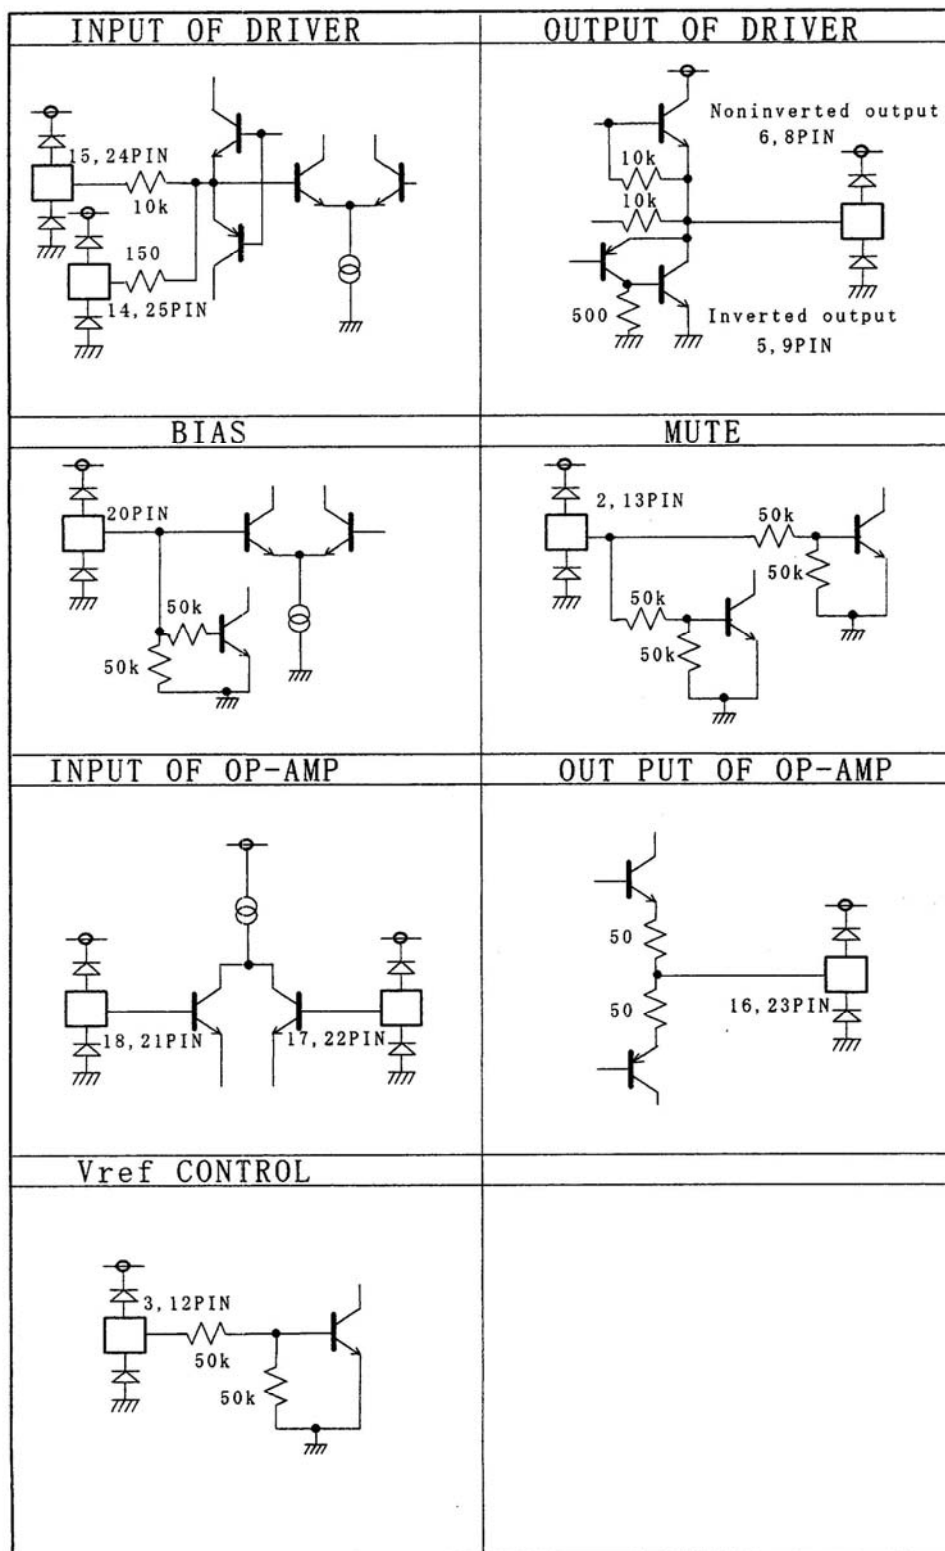 INPUT OF DRIVER
15,24PIN
10k
150
14,25PIN
OUTPUT OF DRIVER
Noninverted output
6,8PIN
10k
10k
500
Inverted output
5,9PIN
BIAS
20PIN
50k
50k
MUTE
2,13PIN
50k
50k
50k
50k
INPUT OF OP-AMP
18,21PIN
17,22PIN
OUT PUT OF OP-AMP
50
50
16,23PIN
Vref CONTROL
3,12PIN
50k
50k